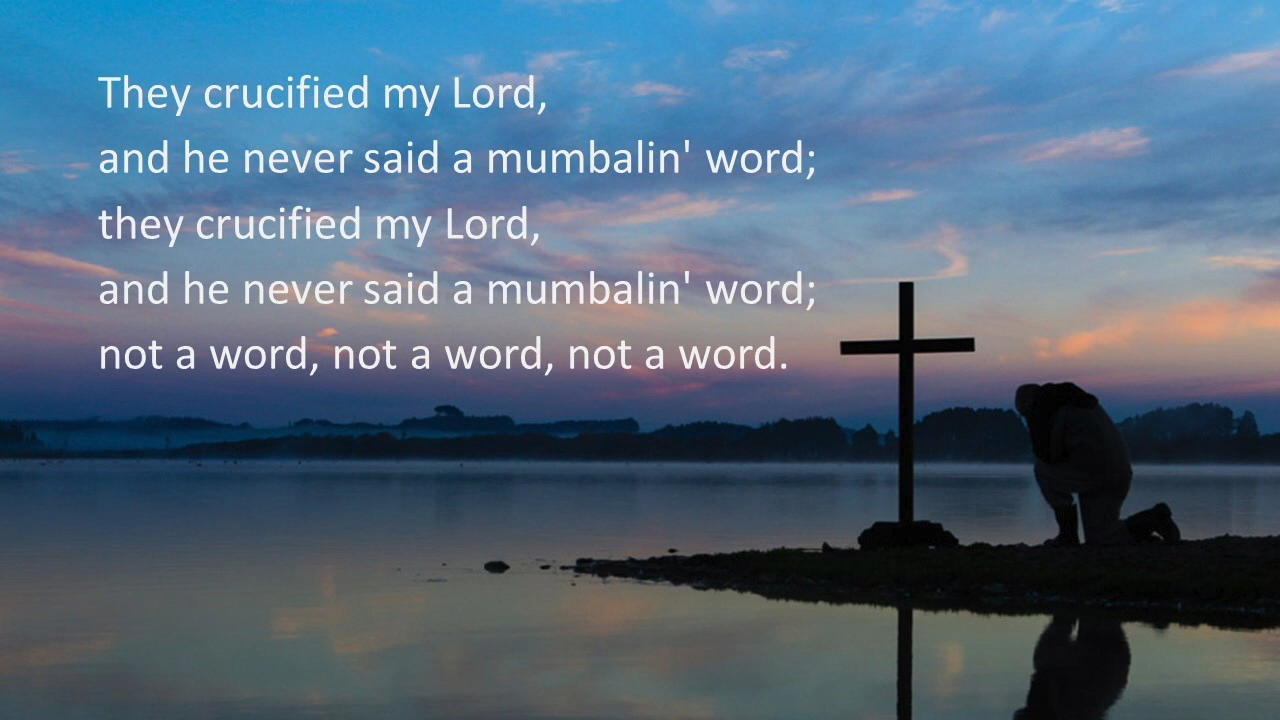 They crucified my Lord,
and he never said a mumbalin' word;
they crucified my Lord,
and he never said a mumbalin' word;
not a word, not a word, not a word.